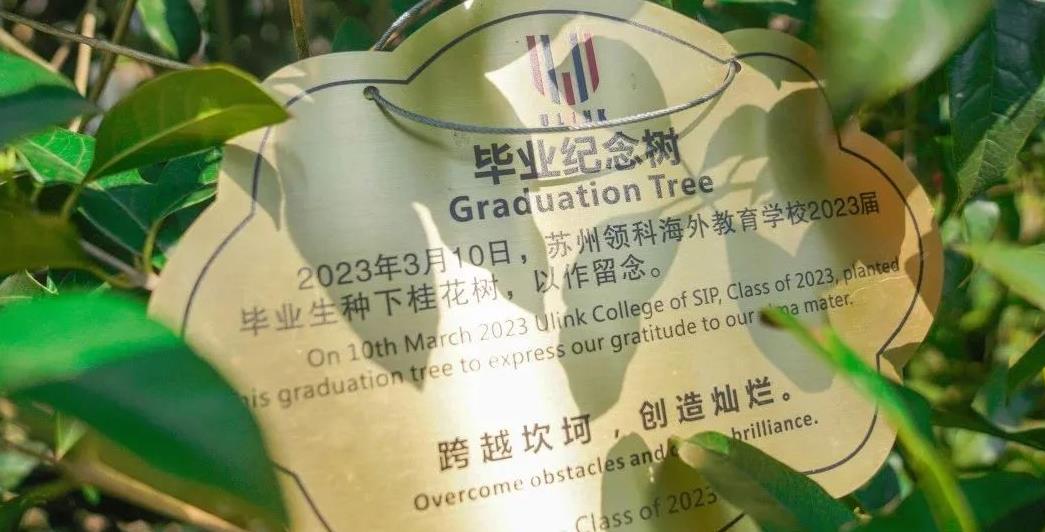 ULINK
毕业纪念树
Graduation Tree
2023年3月10日，苏州领科海外教育学校2023届
毕业生种下桂花树，以作留念。
On 10th March 2023 Ulink College of SIP, Class of 2023, planted
graduation tree to express our gratitude to our mater.
跨越坎坷，创造灿烂。
Overcome obstacles and brilliance.
Class of 2023